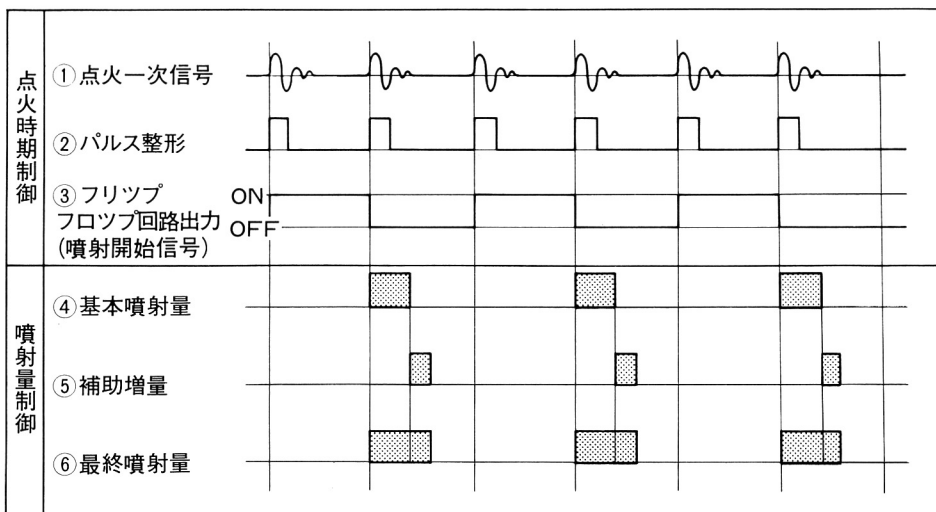 点火時期制御
①点火一次信号
②パルス整形
③フリツプ
フロツプ回路出力
(噴射開始信号)
ON
OFF
噴射量制御
④基本噴射量
⑤補助増量
⑥最終噴射量